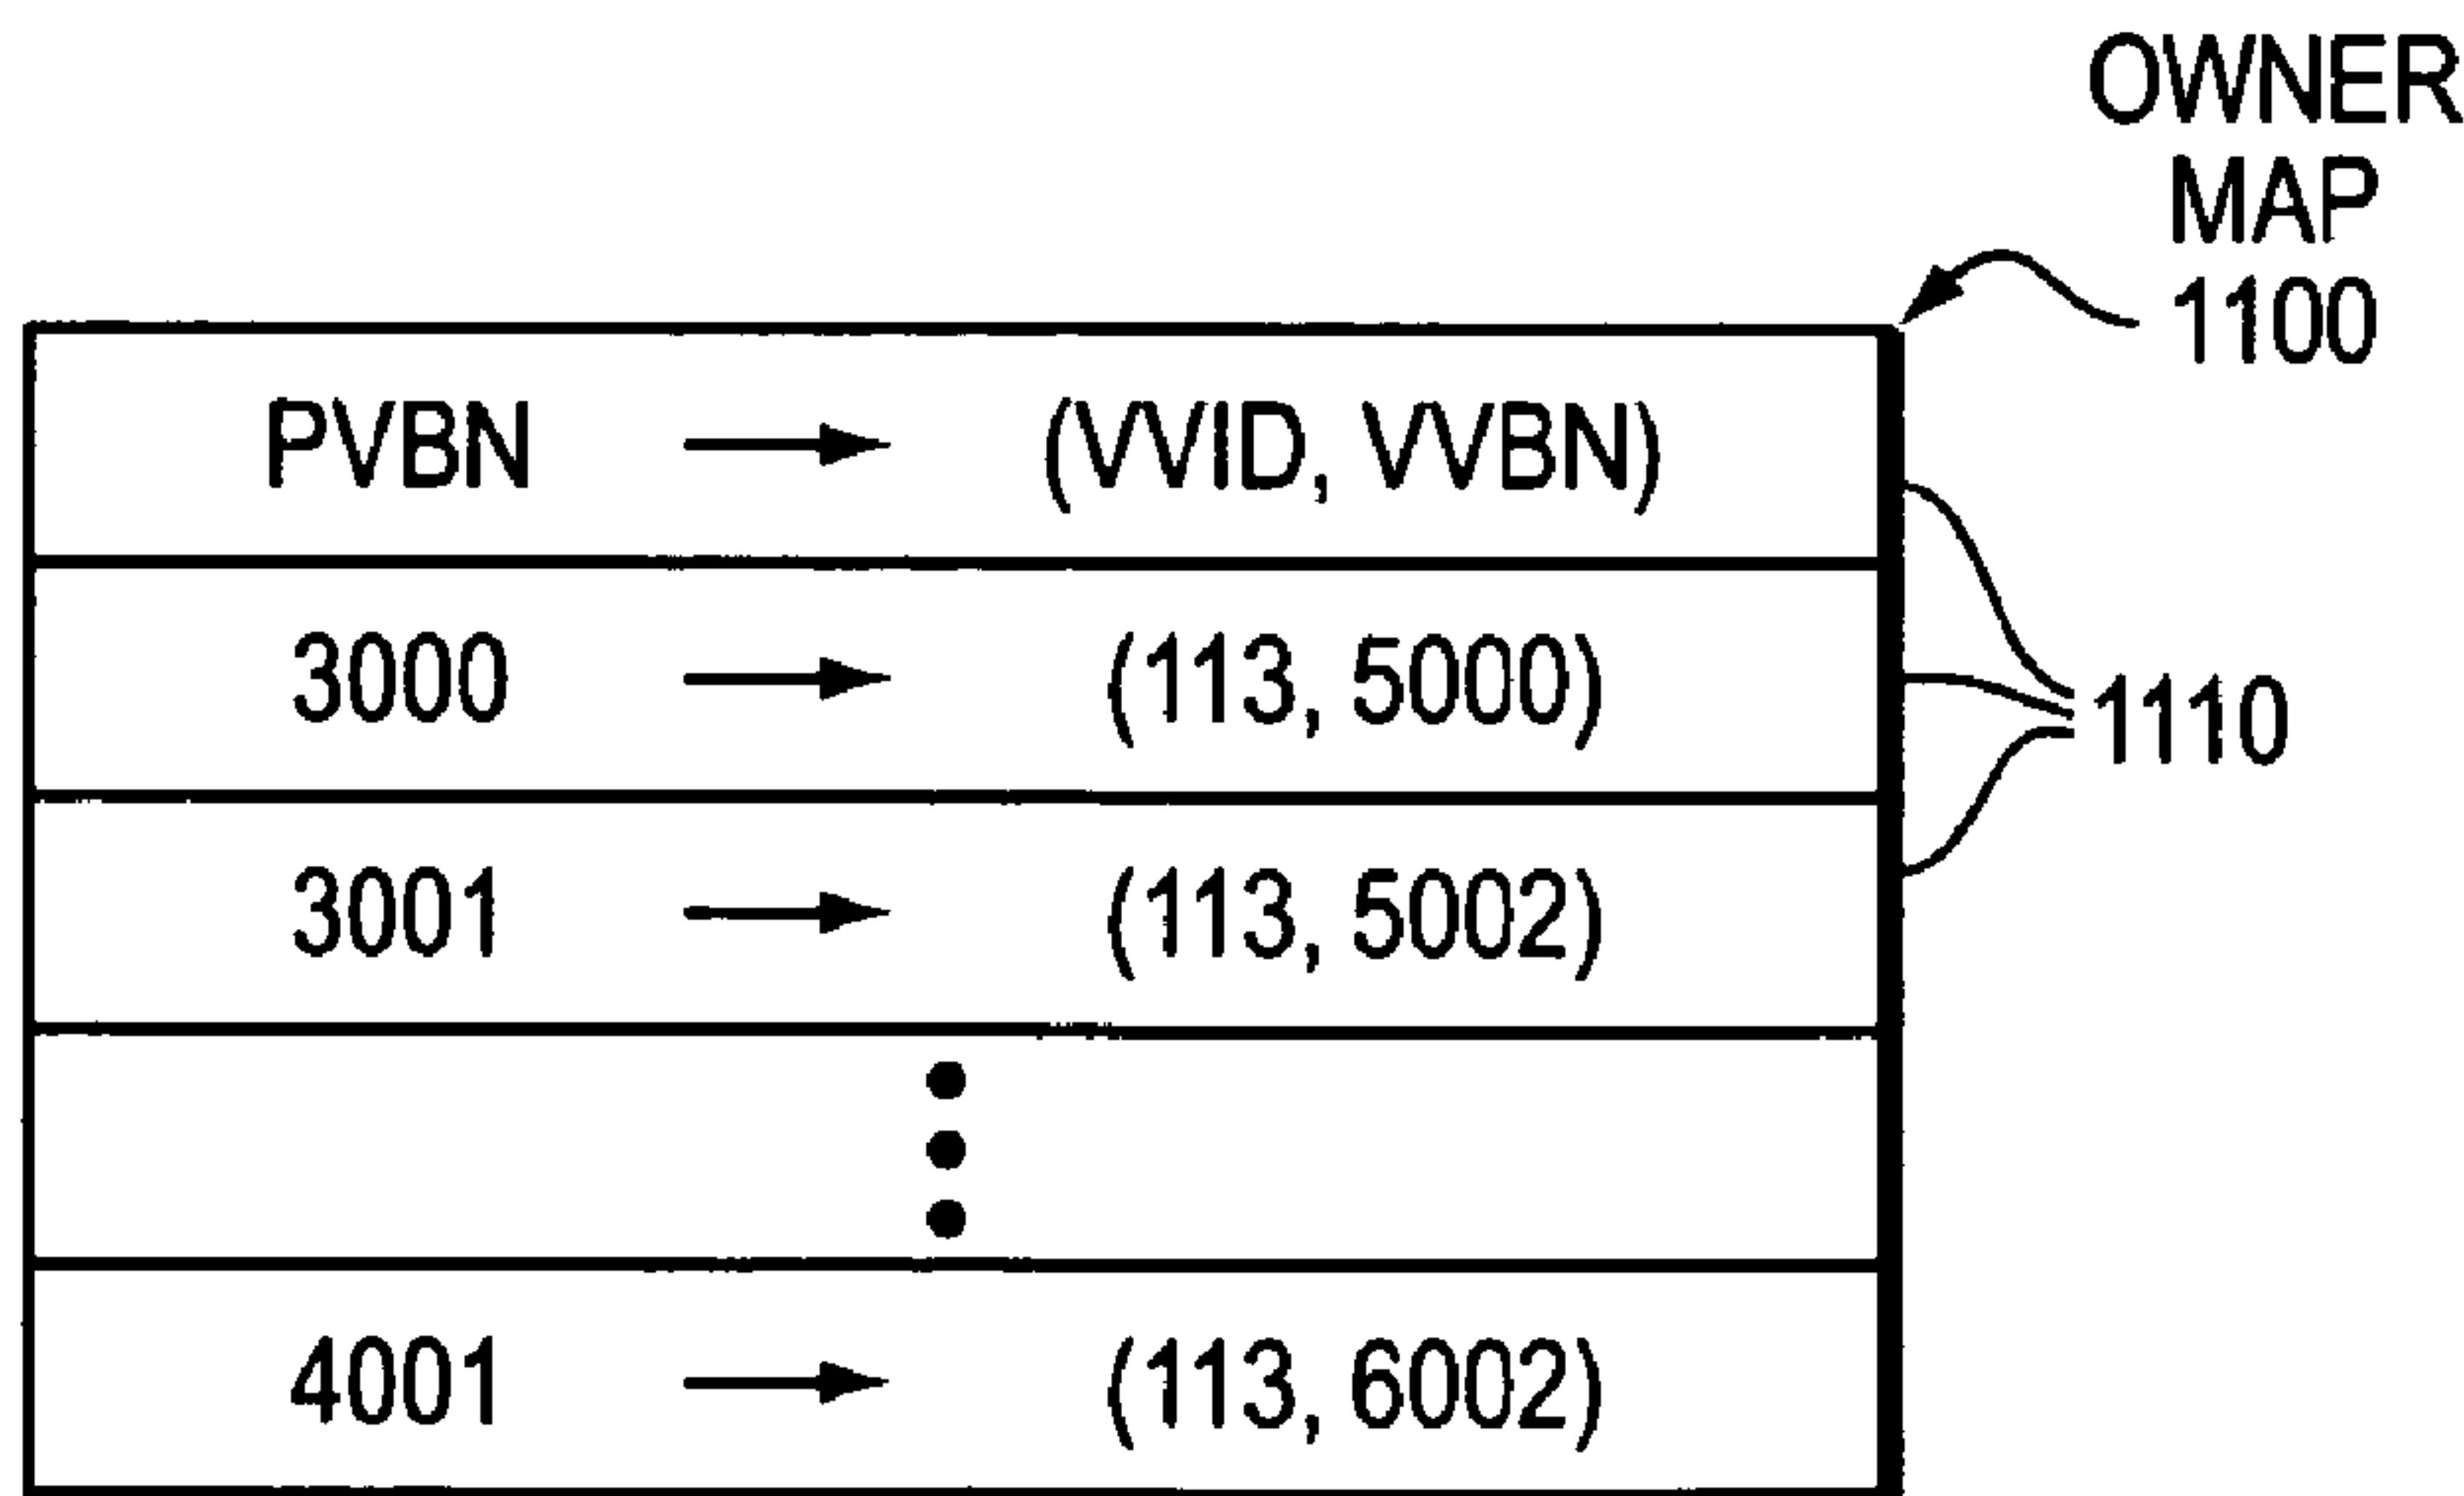 OWNER
MAP
1100
PVBN → (VVID, VVBN)
3000 → (113, 5000)
3001 → (113, 5002)
1110
4001 → (113, 6002)